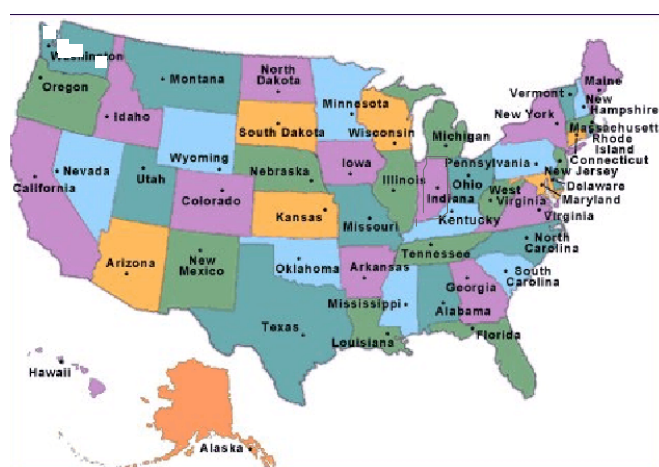 Washington
Montana
North
Dakota
Minnesota
Oregon
Idaho
South Dakota
Wisconsin
Michigan
Maine
Vermont
New
Hampshire
New York
Massachusett
Rhode
Island
Connecticut
New Jersey
Delaware
Maryland
Virginia
Wyoming
Nebraska
Iowa
Illinois
Indiana
Ohio
Pennsylvania
West
Virginia
Nevada
Utah
California
Colorado
Kansas
Missouri
Kentucky
North
Carolina
Tennessee
Arizona
New
Mexico
Oklahoma
Arkansas
South
Carolina
Georgia
Mississippi
Alabama
Texas
Louisiana
Florida
Hawaii
Alaska